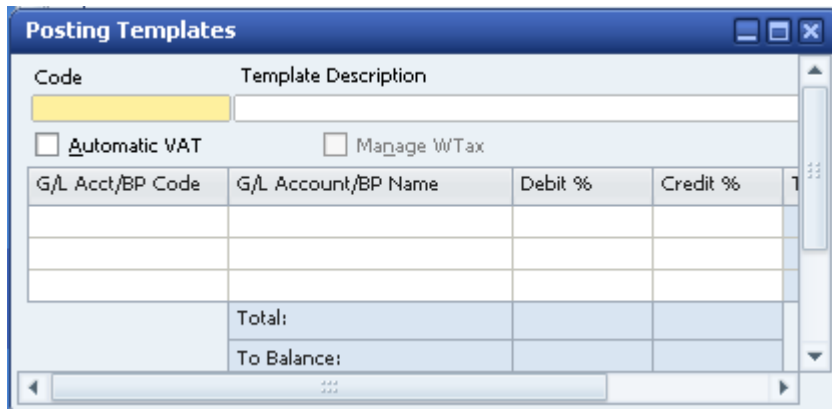 Posting Templates
Code Template Description
Automatic VAT Manage WTax
G/L Acct/BP Code G/L Account/BP Name Debit % Credit %
Total:
To Balance: